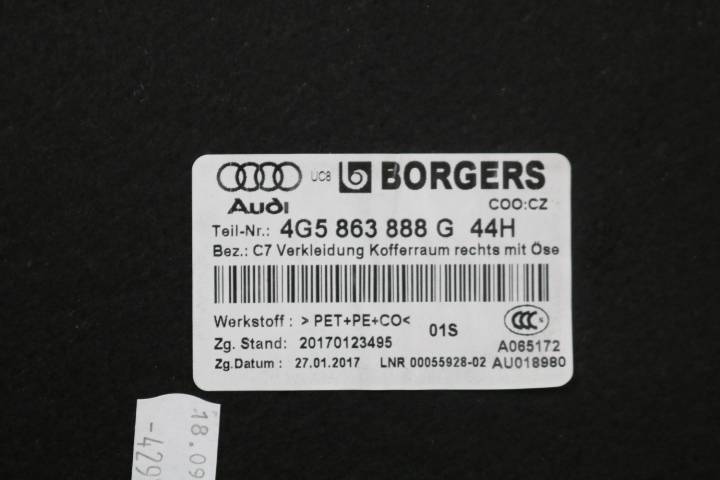 UC8 BORGERS
Audi COO:CZ
Teil-Nr.: 4G5 863 888 G 44H
Bez.: C7 Verkleidung Kofferraum rechts mit Öse
Werkstoff : > PET+PE+CO< 01S CCC
Zg. Stand: 20170123495 A065172
Zg.Datum : 27.01.2017 LNR 00055928-02 AU018980
18.09
-429